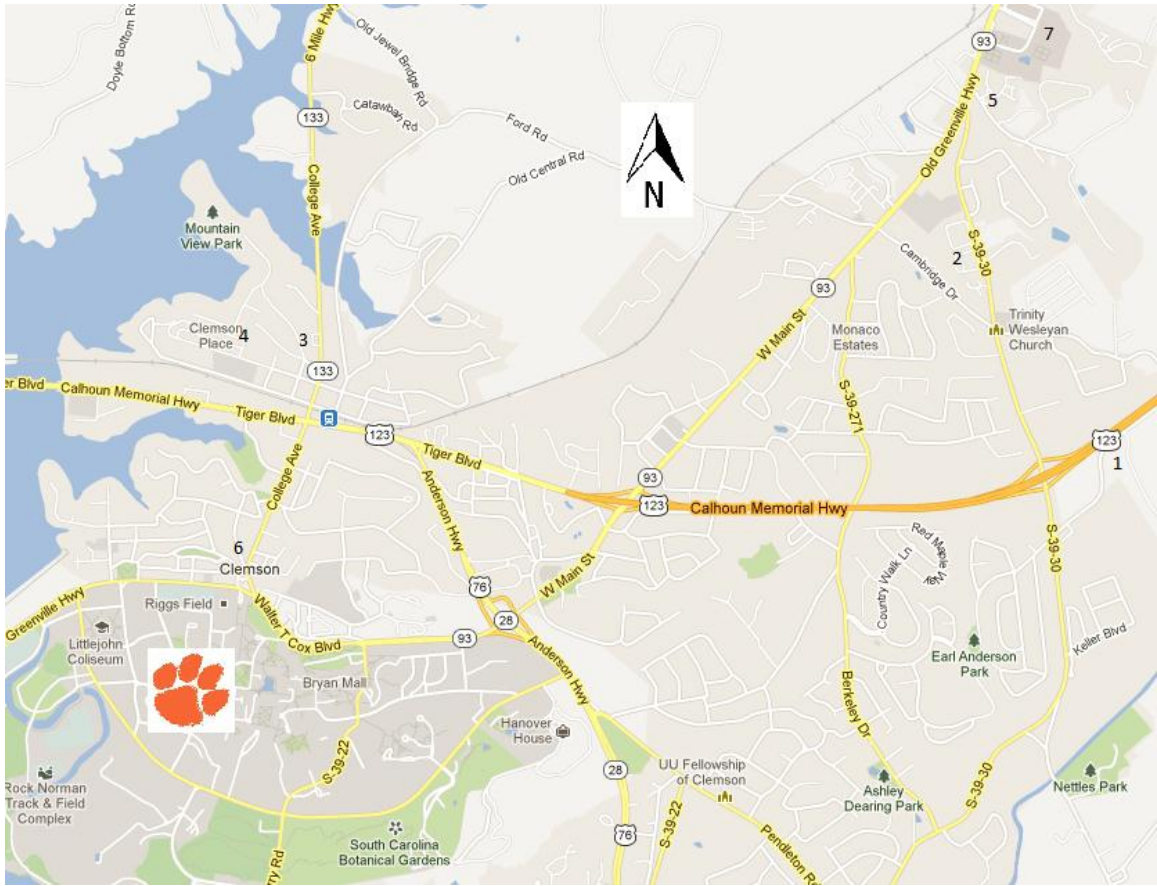 Doyle Bottom Rd
6 Mile Hwy
Old Jewel Bridge Rd
93
7
133
Catawbah Rd
Ford Rd
5
Old Central Rd
Old Greenville Hwy
N
College Ave
Mountain
View Park
S-39-30
2
Cambridge Dr
93
Clemson
Place
4
3
W Main St
Monaco
Estates
Trinity
Wesleyan
Church
133
er Blvd
Calhoun Memorial Hwy
Tiger Blvd
123
S-39-271
Tiger Blvd
123
1
College Ave
93
123
Calhoun Memorial Hwy
Anderson Hwy
S-39-30
6
Clemson
W Main St
Country Walk Ln
Red Maple Way
76
Greenville Hwy
Riggs Field
28
Walter T Cox Blvd
93
Littlejohn
Coliseum
Anderson Hwy
Keller Blvd
Earl Anderson
Park
Bryan Mall
Berkeley Dr
Hanover
House
S-39-22
28
UU Fellowship
of Clemson
S-39-30
Rock Norman
Track & Field
Complex
Ashley
Dearing Park
Nettles Park
76
S-39-22
Pendleton Rd
South Carolina
Botanical Gardens
rry Rd